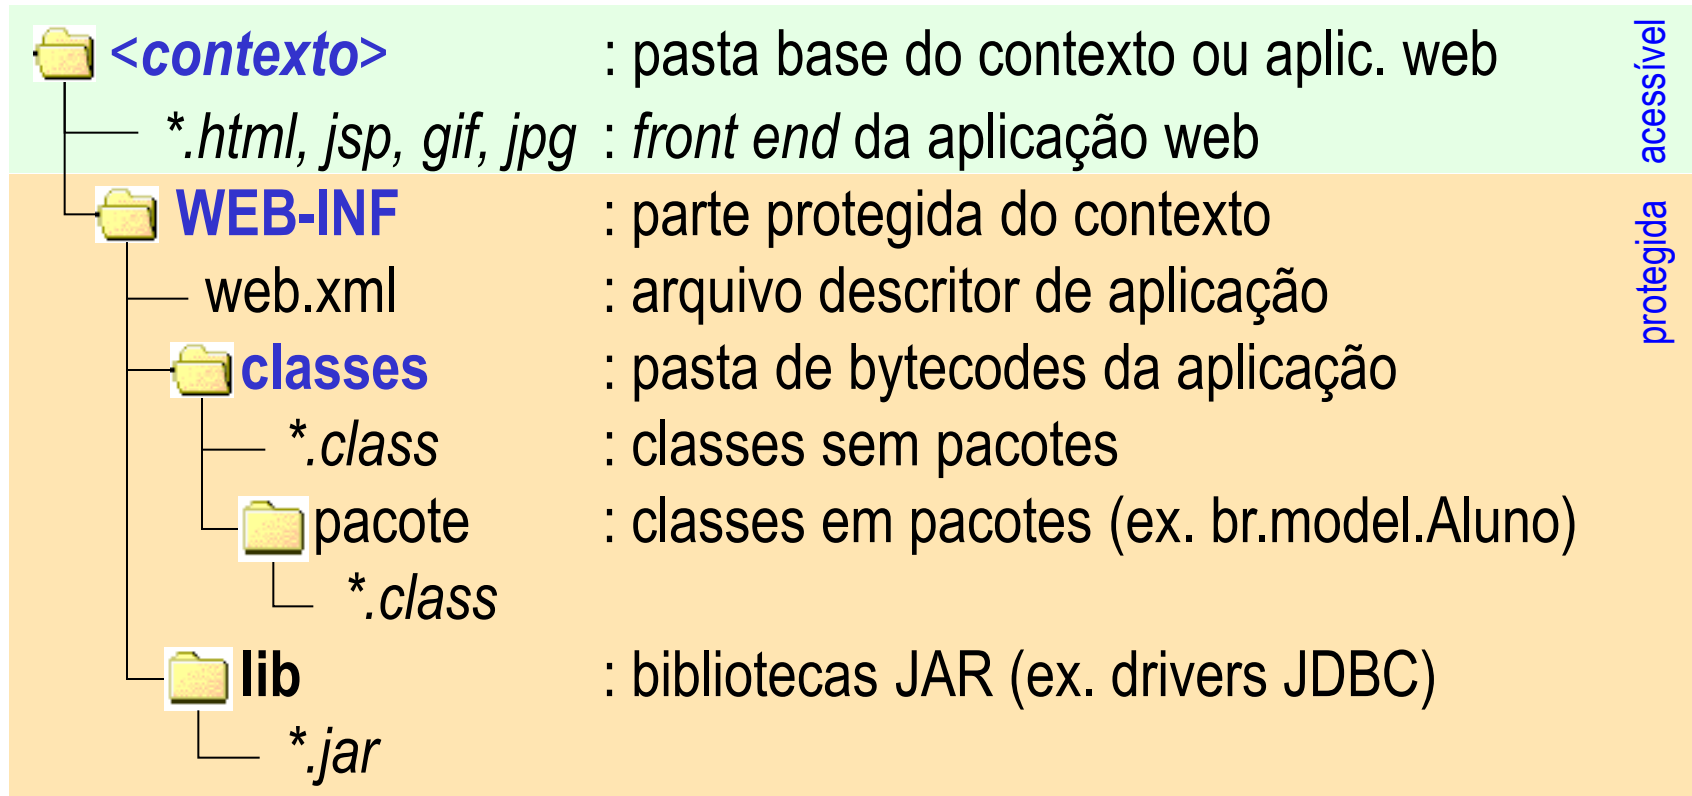 <contexto> : pasta base do contexto ou aplic. web
*.html, jsp, gif, jpg : front end da aplicação web
acessível
WEB-INF : parte protegida do contexto
web.xml : arquivo descritor de aplicação
classes : pasta de bytecodes da aplicação
*.class : classes sem pacotes
pacote : classes em pacotes (ex. br.model.Aluno)
*.class
lib : bibliotecas JAR (ex. drivers JDBC)
*.jar
protegida